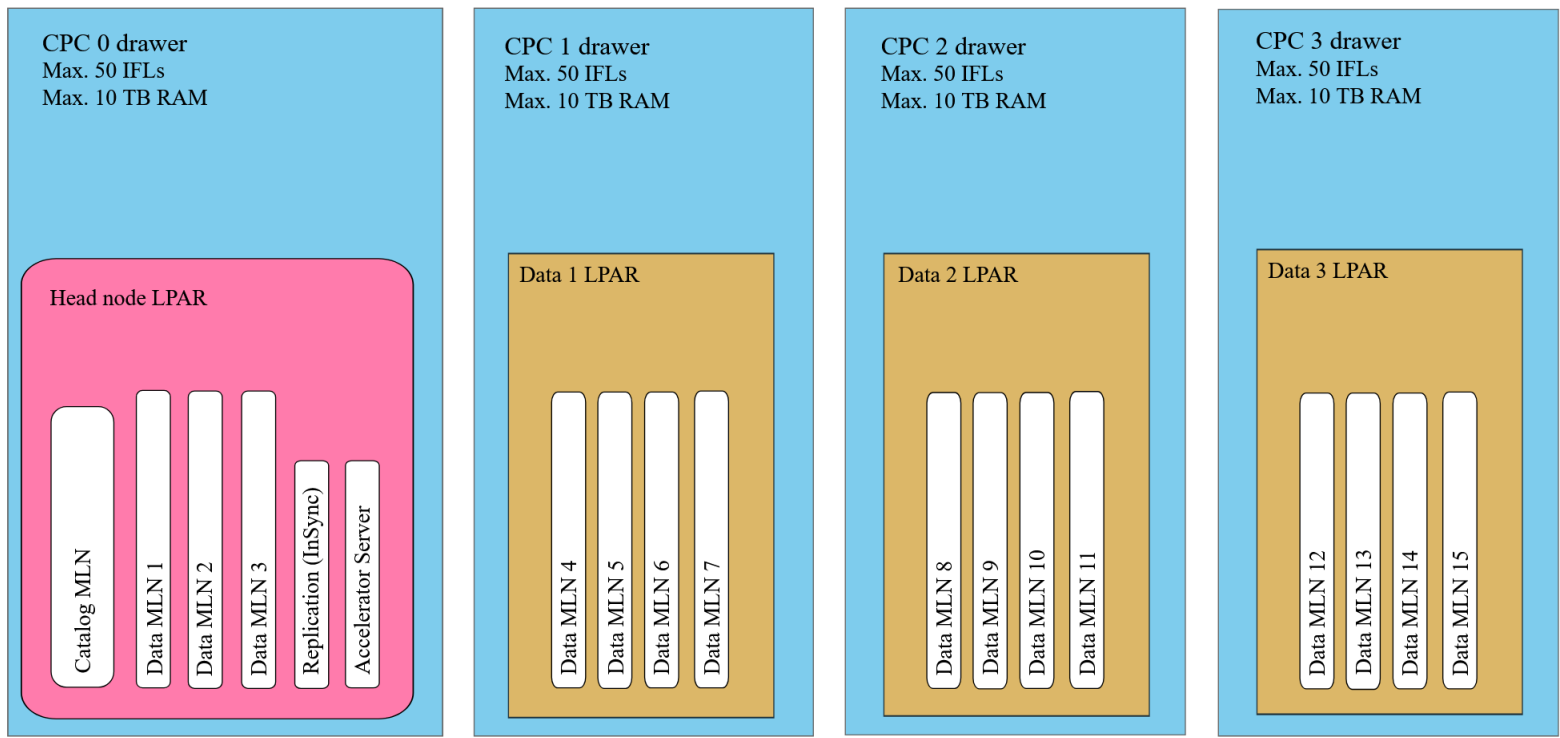 CPC 0 drawer
Max. 50 IFLs
Max. 10 TB RAM
Head node LPAR
Catalog MLN
Data MLN 1
Data MLN 2
Data MLN 3
Replication (InSync)
Accelerator Server
CPC 1 drawer
Max. 50 IFLs
Max. 10 TB RAM
Data 1 LPAR
Data MLN 4
Data MLN 5
Data MLN 6
Data MLN 7
CPC 2 drawer
Max. 50 IFLs
Max. 10 TB RAM
Data 2 LPAR
Data MLN 8
Data MLN 9
Data MLN 10
Data MLN 11
CPC 3 drawer
Max. 50 IFLs
Max. 10 TB RAM
Data 3 LPAR
Data MLN 12
Data MLN 13
Data MLN 14
Data MLN 15